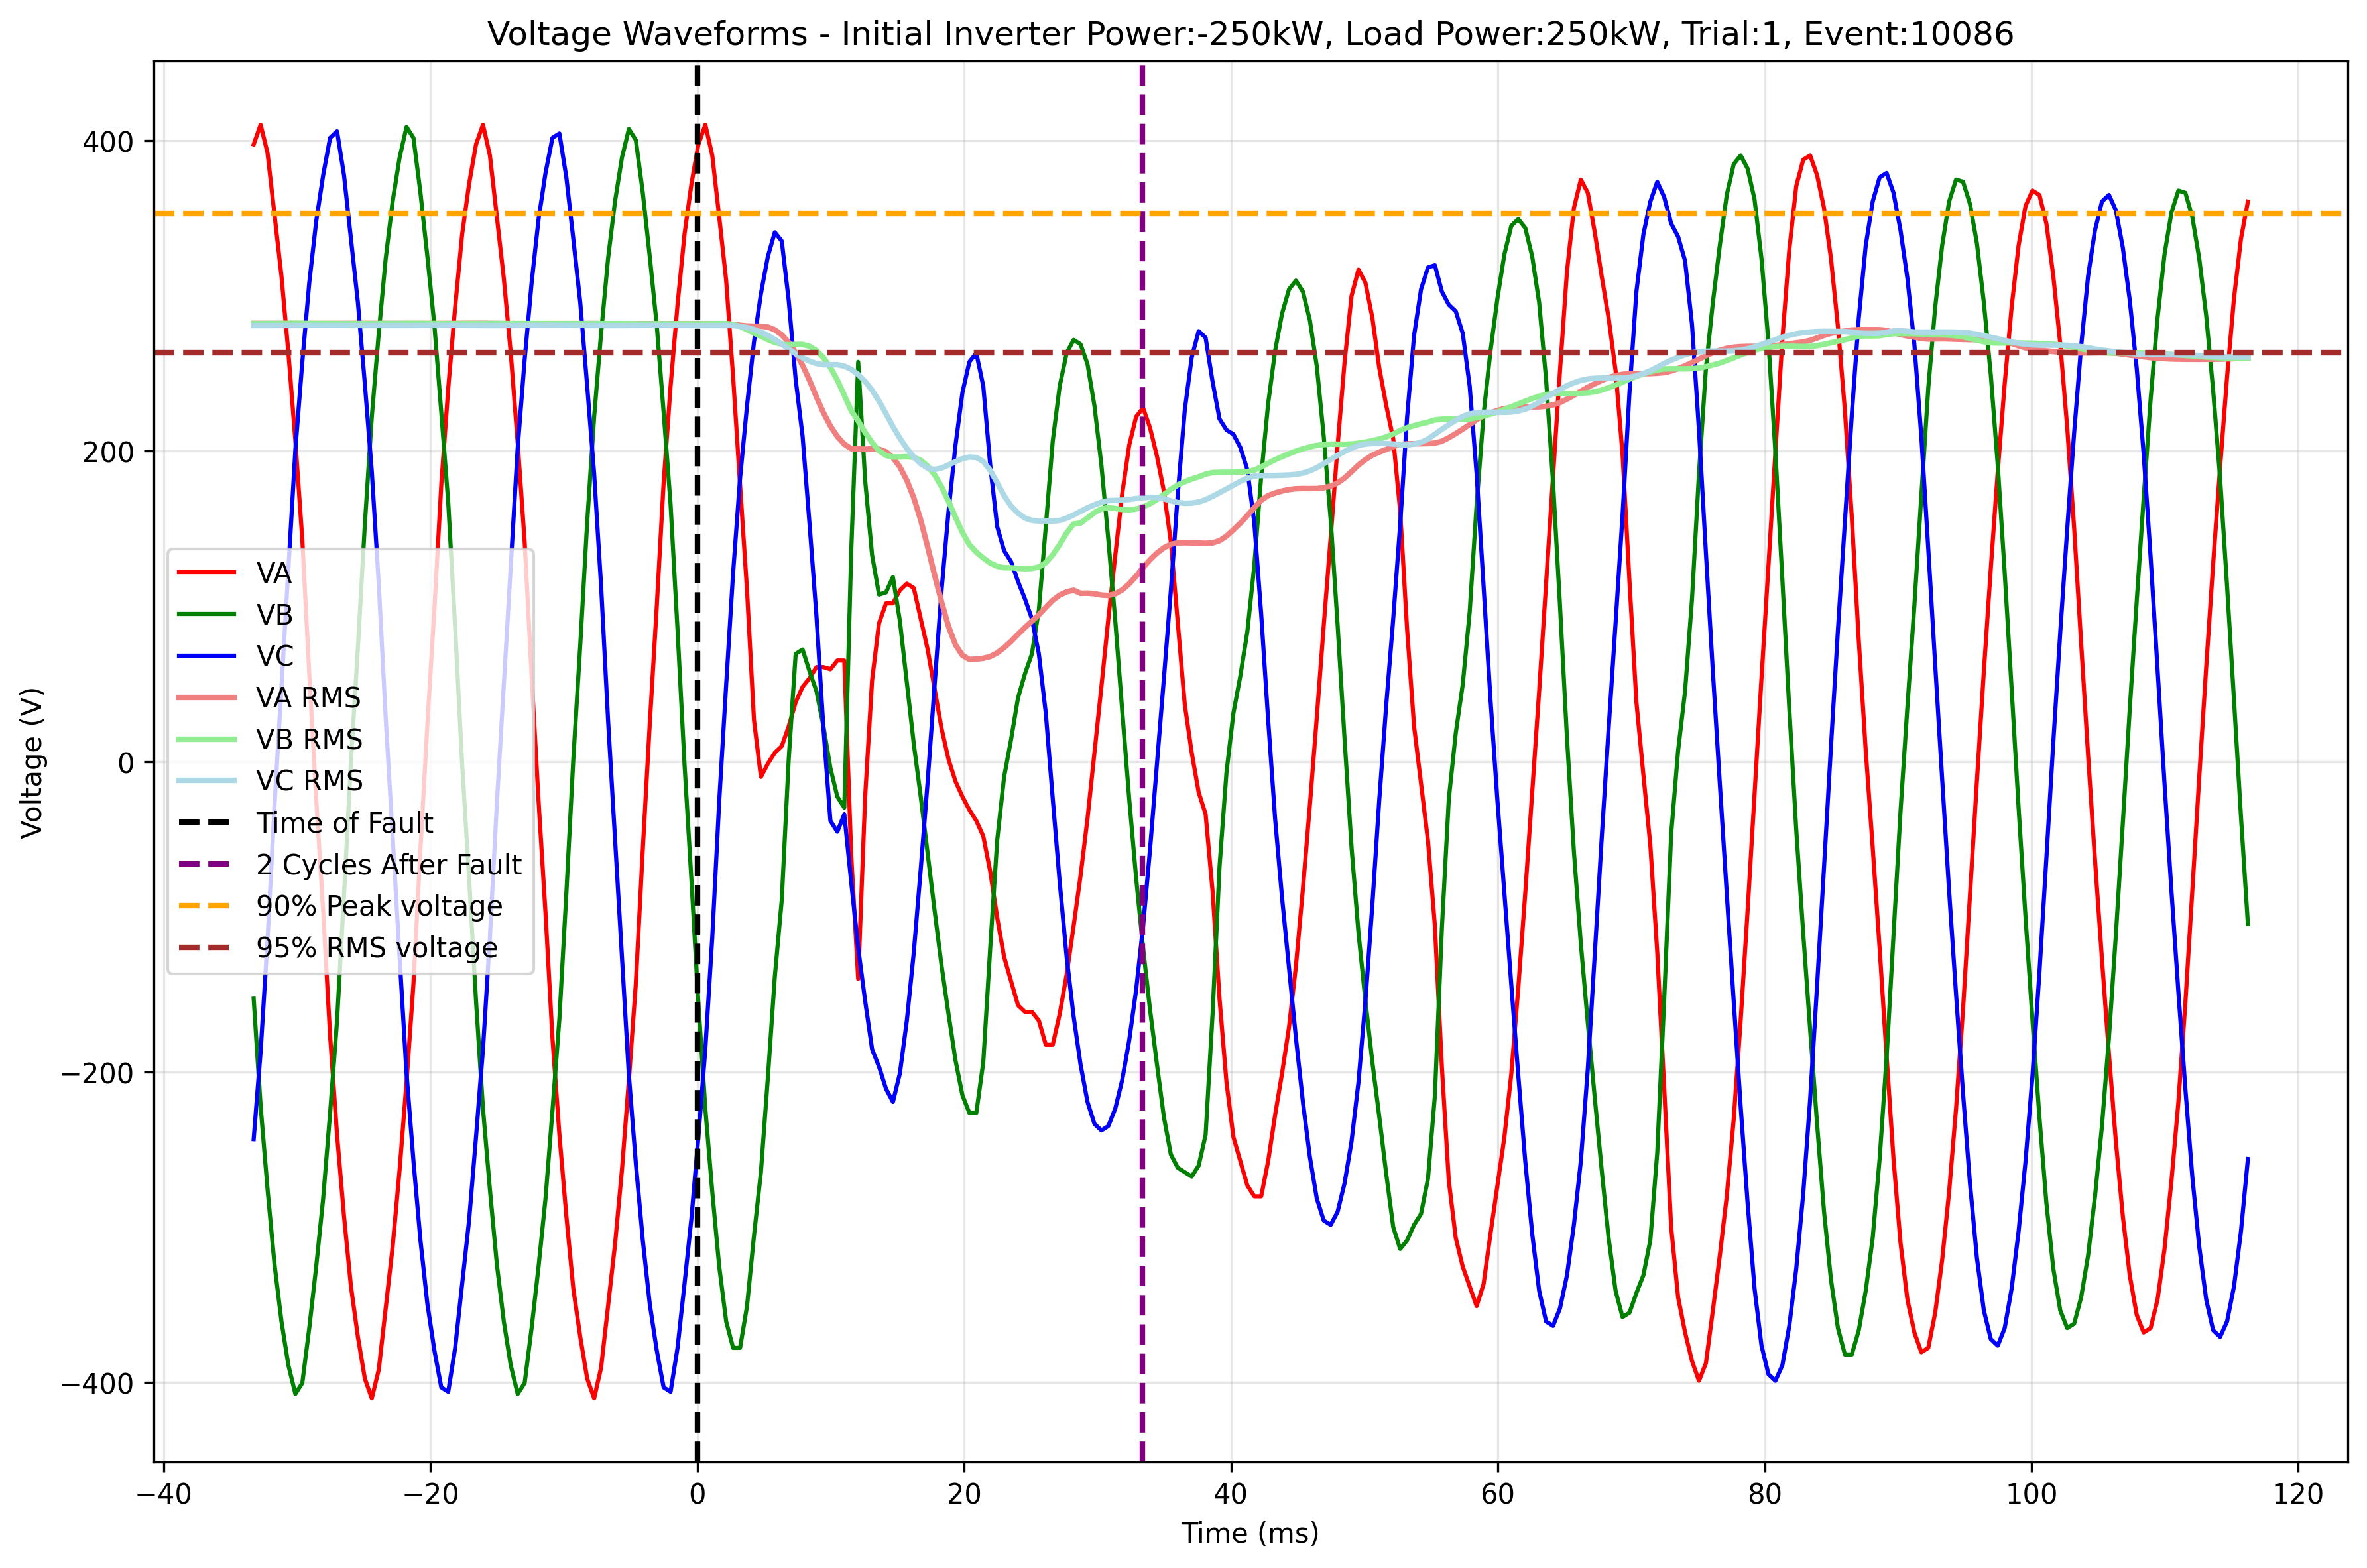 Voltage Waveforms - Initial Inverter Power:-250kW, Load Power:250kW, Trial:1, Event:10086
Voltage (V)
400
200
0
−200
−400
VA
VB
VC
VA RMS
VB RMS
VC RMS
Time of Fault
2 Cycles After Fault
90% Peak voltage
95% RMS voltage
−40
−20
0
20
40
60
80
100
120
Time (ms)